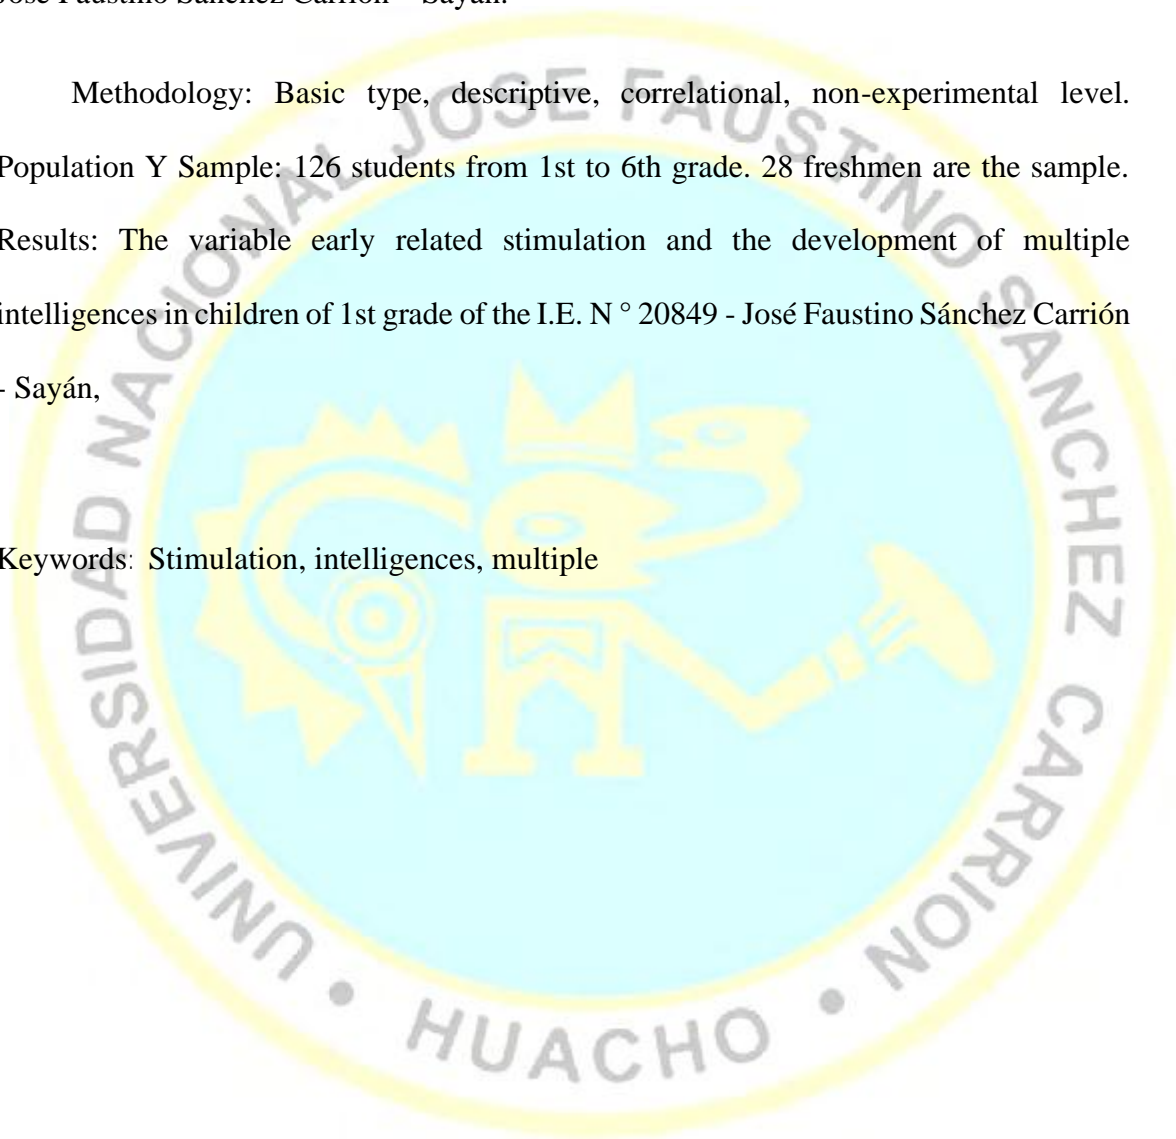 José Faustino Sánchez Carrión – Sayán.
Methodology: Basic type, descriptive, correlational, non-experimental level.
Population Y Sample: 126 students from 1st to 6th grade. 28 freshmen are the sample.
Results: The variable early related stimulation and the development of multiple
intelligences in children of 1st grade of the I.E. N ° 20849 - José Faustino Sánchez Carrión
- Sayán,
Keywords: Stimulation, intelligences, multiple
UNIVERSIDAD NACIONAL JOSE FAUSTINO SANCHEZ CARRION • HUACHO •